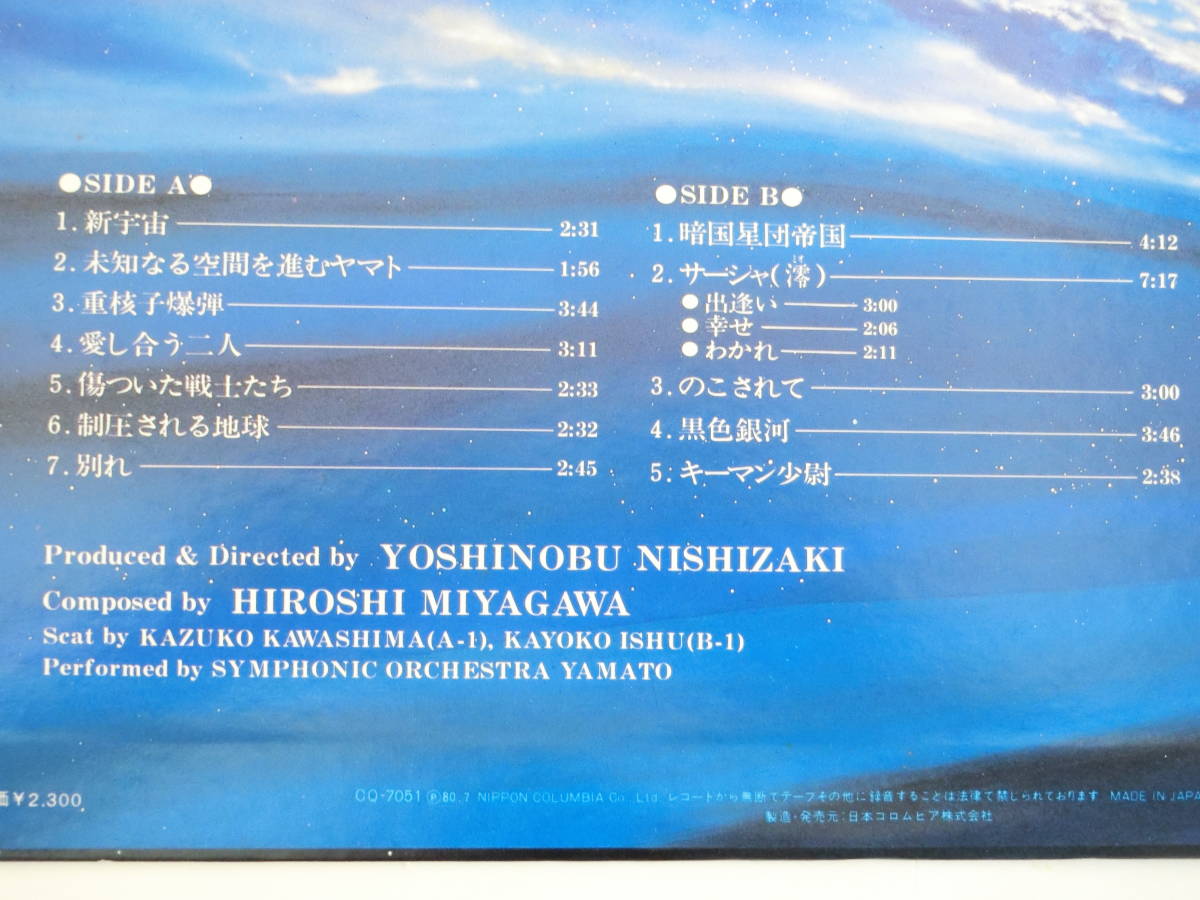 ●SIDE A●
1. 新宇宙 2:31
2. 未知なる空間を進むヤマト 1:56
3. 重核子爆弾 3:44
4. 愛し合う二人 3:11
5. 傷ついた戦士たち 2:33
6. 制圧される地球 2:32
7. 別れ 2:45
●SIDE B●
1. 暗国星団帝国 4:12
2. サーシャ(澪) 7:17
●出逢い 3:00
●幸せ 2:06
●わかれ 2:11
3. のこされて 3:00
4. 黒色銀河 3:46
5. キーマン少尉 2:38
Produced & Directed by YOSHINOBU NISHIZAKI
Composed by HIROSHI MIYAGAWA
Scat by KAZUKO KAWASHIMA(A-1), KAYOKO ISHU(B-1)
Performed by SYMPHONIC ORCHESTRA YAMATO
価¥2.300
CQ-7051 Ⓟ80.7 NIPPON COLUMBIA Co., Ltd. レコードから無断でテープその他に録音することは法律で禁じられております MADE IN JAPA
製造・発売元:日本コロムビア株式会社